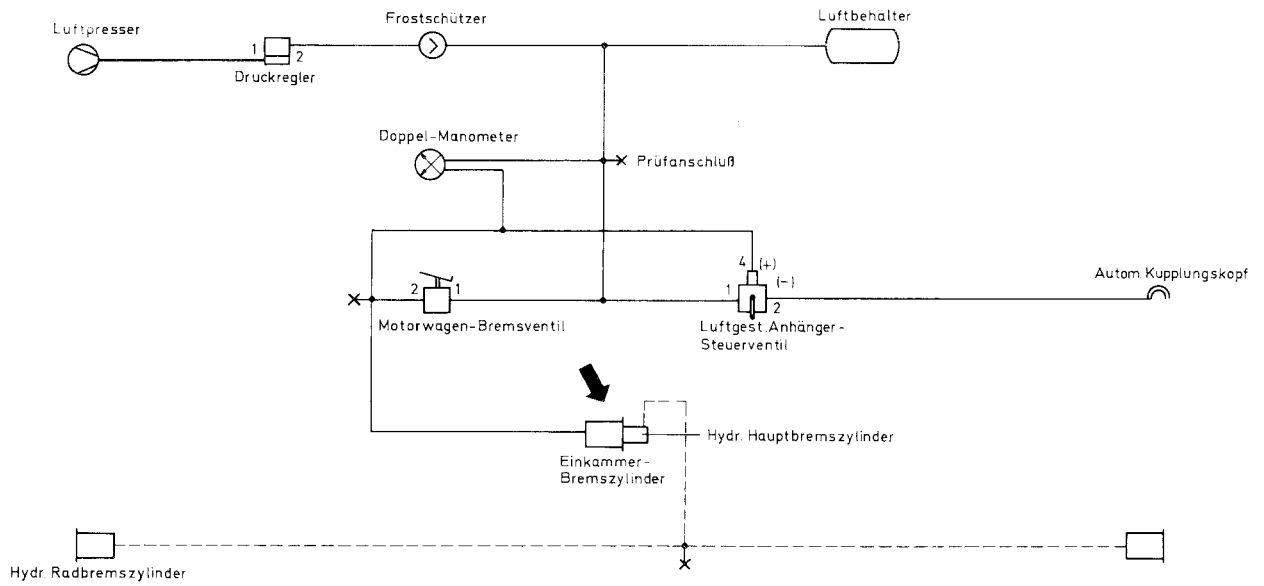 Luftpresser
Frostschützer
Luftbehälter
1
2
Druckregler
Doppel-Manometer
Prüfanschluß
4
(+)
(-)
Autom. Kupplungskopf
2
1
1
2
Motorwagen-Bremsventil
Luftgest. Anhänger-
Steuerventil
Hydr. Hauptbremszylinder
Einkammer-
Bremszylinder
Hydr. Radbremszylinder